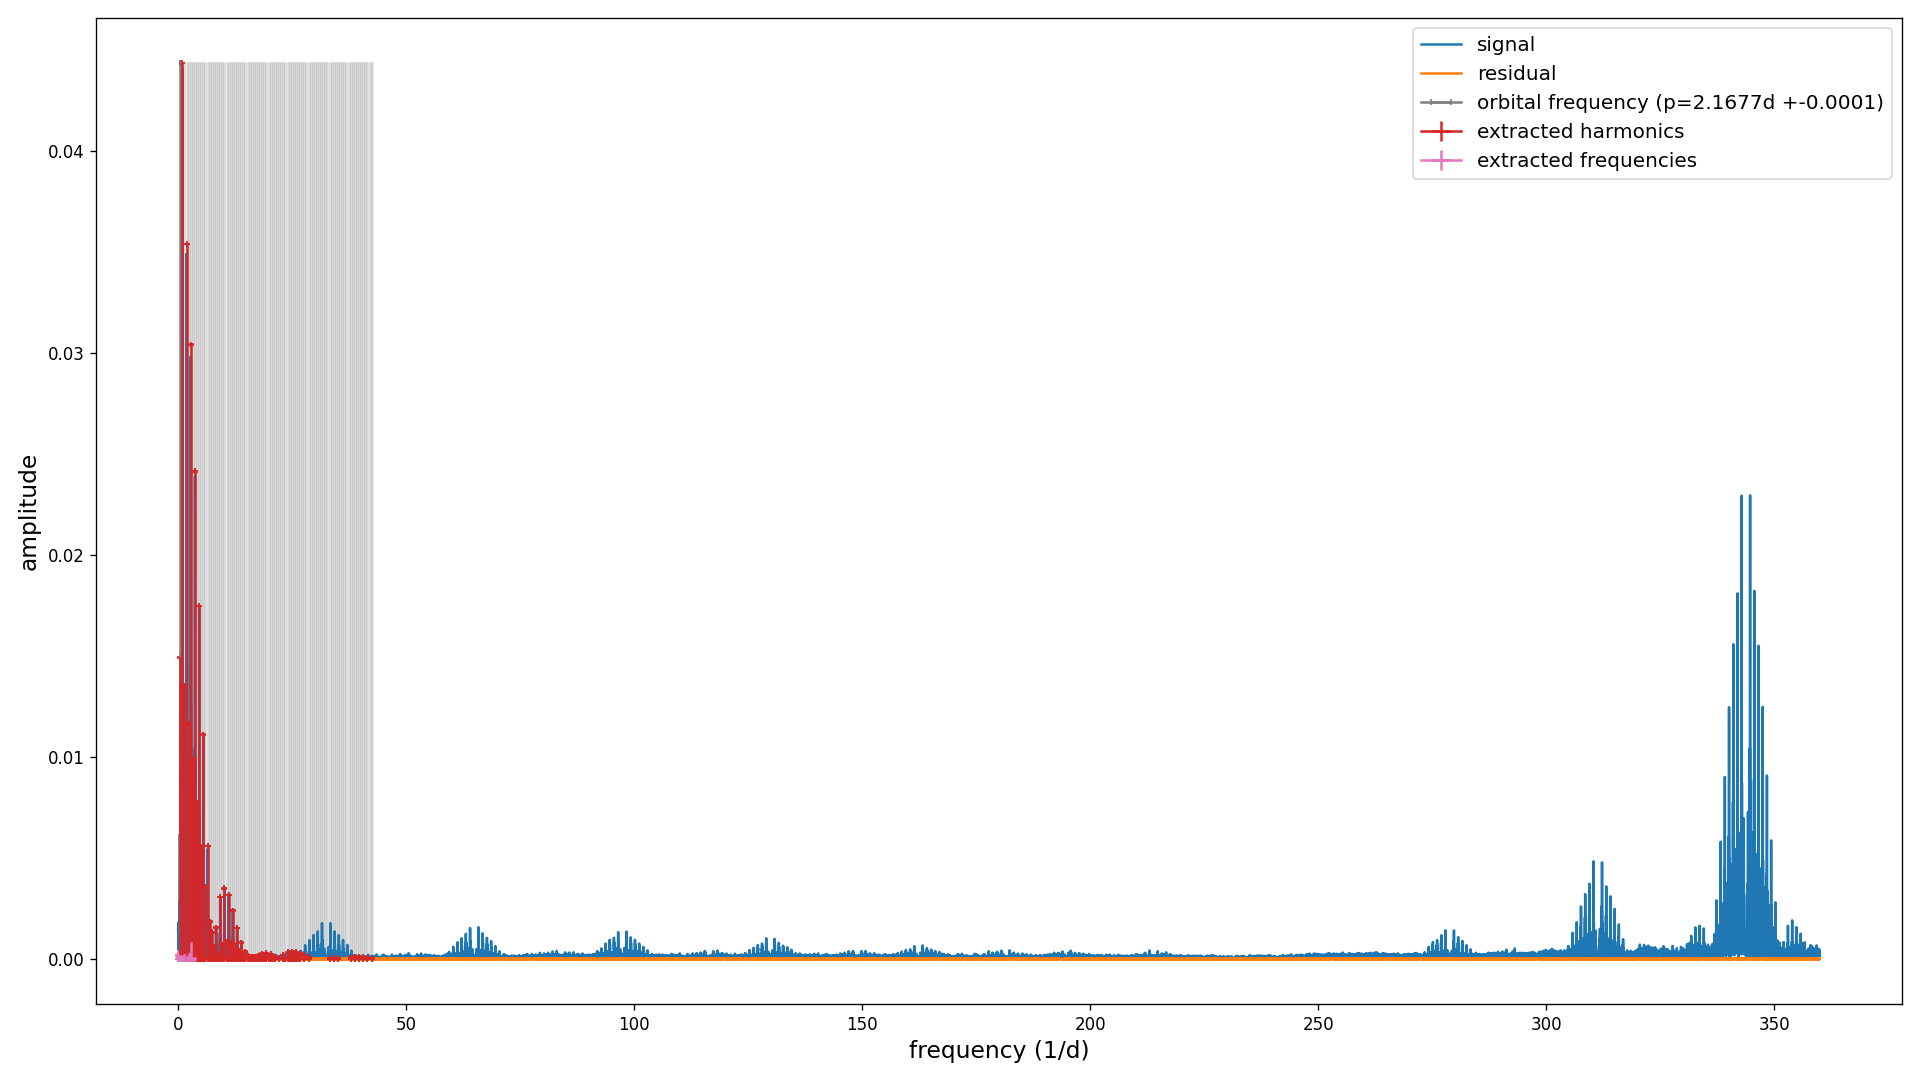 signal
residual
orbital frequency (p=2.1677d +-0.0001)
extracted harmonics
extracted frequencies
amplitude
0.04
0.03
0.02
0.01
0.00
0 50 100 150 200 250 300 350
frequency (1/d)